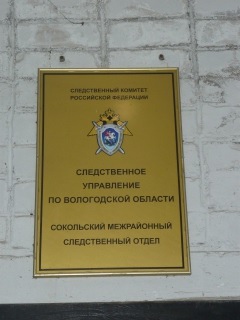 СЛЕДСТВЕННЫЙ КОМИТЕТ
РОССИЙСКОЙ ФЕДЕРАЦИИ
СЛЕДСТВЕННОЕ
УПРАВЛЕНИЕ
ПО ВОЛОГОДСКОЙ ОБЛАСТИ
СОКОЛЬСКИЙ МЕЖРАЙОННЫЙ
СЛЕДСТВЕННЫЙ ОТДЕЛ